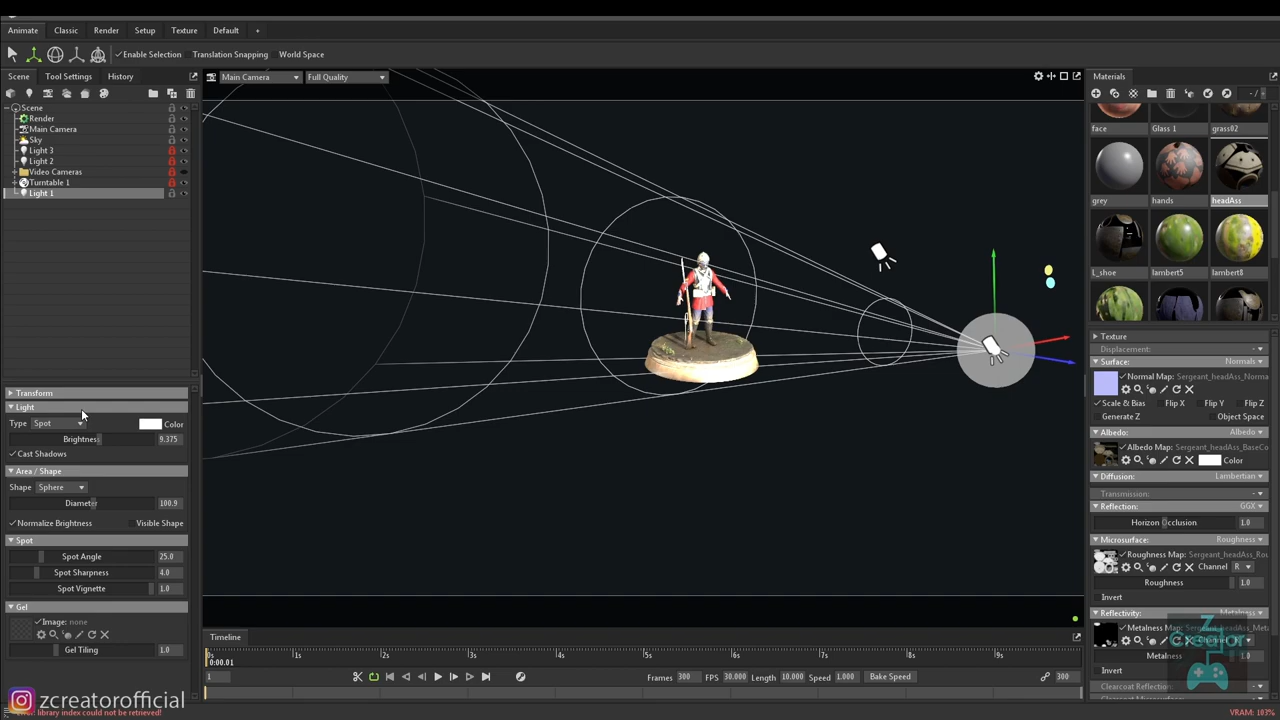 Animate Classic Render Setup Texture Default +
Enable Selection Translation Snapping World Space
Scene Tool Settings History
Main Camera Full Quality
Materials
- /
Scene
Render
Main Camera
Sky
Light 3
Light 2
Video Cameras
Turntable 1
Light 1
face Glass 1 grass02
grey hands headAss
L_shoe lambert5 lambert8
Transform
Light
Type Spot Color
Brightness 9.375
Cast Shadows
Area / Shape
Shape Sphere
Diameter 100.9
Normalize Brightness Visible Shape
Spot
Spot Angle 25.0
Spot Sharpness 4.0
Spot Vignette 1.0
Gel
Image: none
Gel Tiling 1.0
Texture
Displacement:
Surface: Normals
Normal Map: Sergeant_headAss_Norma
Scale & Bias Flip X Flip Y Flip Z
Generate Z Object Space
Albedo: Albedo
Albedo Map: Sergeant_headAss_BaseCo
Color
Diffusion: Lambertian
Transmission:
Reflection: GGX
Horizon Occlusion 1.0
Microsurface: Roughness
Roughness Map: Sergeant_headAss_Rou
Channel R
Roughness 1.0
Invert
Reflectivity: Metalness
Metalness Map: Sergeant_headAss_Meta
Channel R
Metalness 1.0
Invert
Clearcoat Reflection:
Z Creator
Timeline
0s 1s 2s 3s 4s 5s 6s 7s 8s 9s
0:00.01
1 Frames 300 FPS 30.000 Length 10.000 Speed 1.000 Bake Speed 300
zcreatorofficial
Error: library index could not be retrieved!
VRAM: 103%